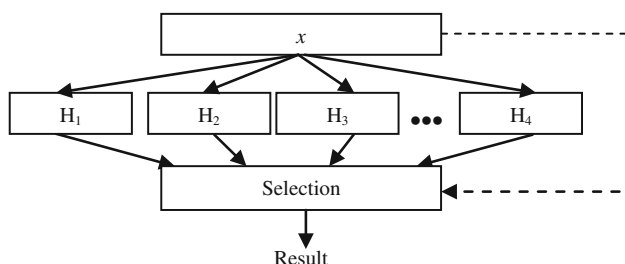 x
H₁ H₂ H₃ ●●● H₄
Selection
Result